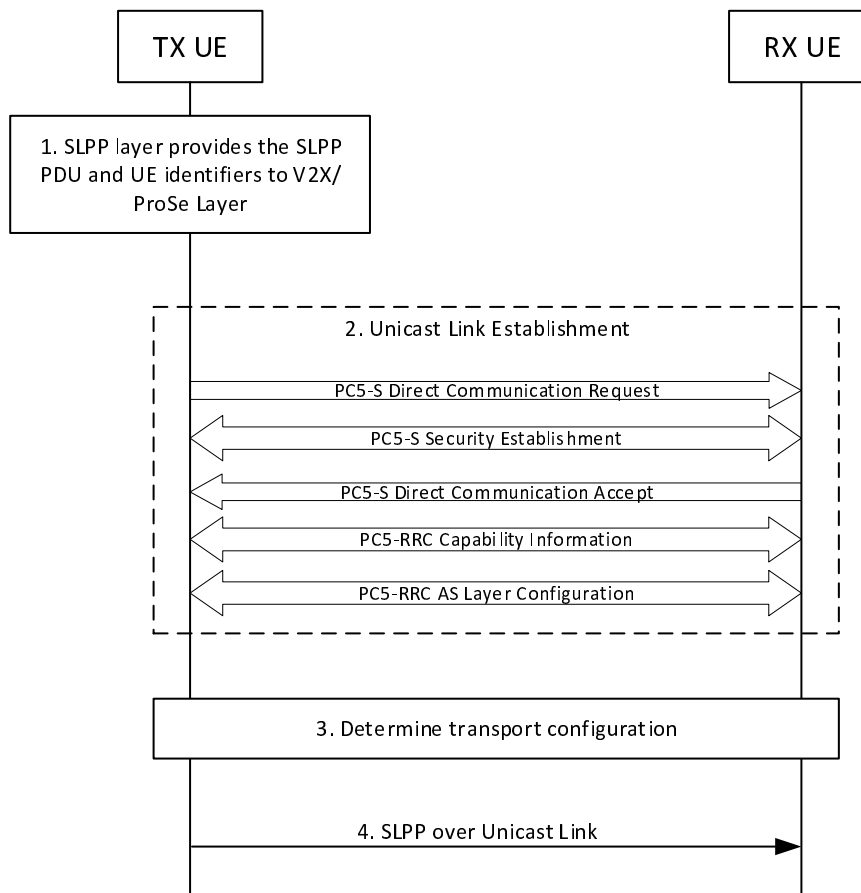 TX UE
RX UE
1. SLPP layer provides the SLPP
PDU and UE identifiers to V2X/
ProSe Layer
2. Unicast Link Establishment
PC5-S Direct Communication Request
PC5-S Security Establishment
PC5-S Direct Communication Accept
PC5-RRC Capability Information
PC5-RRC AS Layer Configuration
3. Determine transport configuration
4. SLPP over Unicast Link